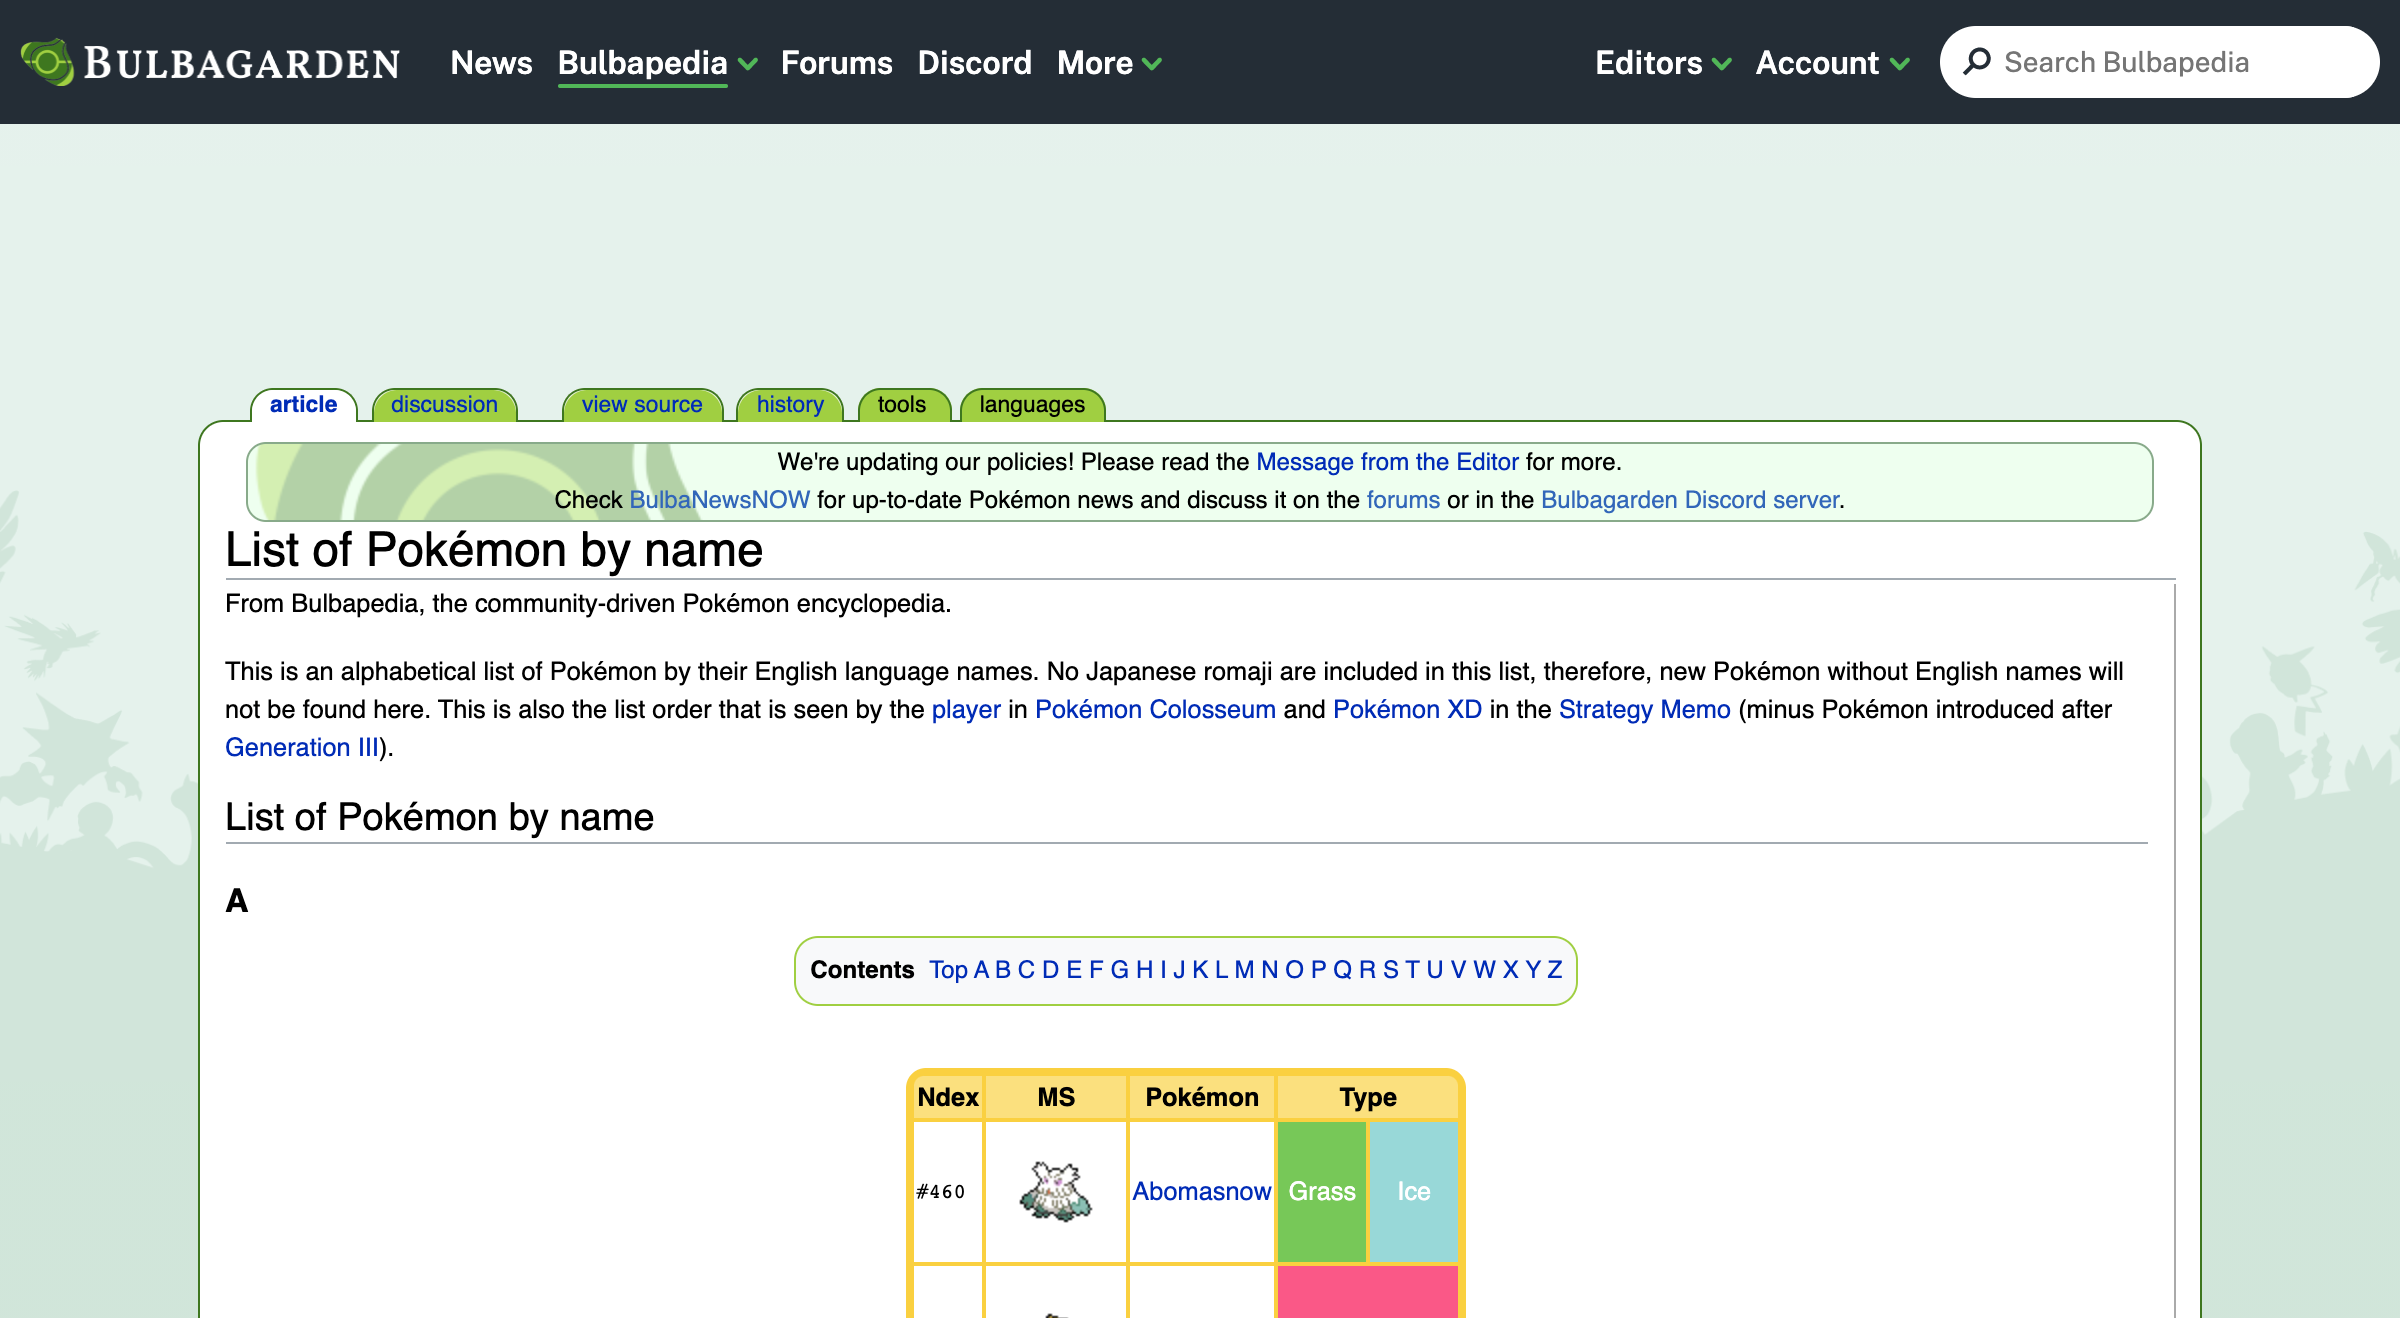 BULBAGARDEN News Bulbapedia Forums Discord More Editors Account Search Bulbapedia
article discussion view source history tools languages
We're updating our policies! Please read the Message from the Editor for more.
Check BulbaNewsNOW for up-to-date Pokémon news and discuss it on the forums or in the Bulbagarden Discord server.
List of Pokémon by name
From Bulbapedia, the community-driven Pokémon encyclopedia.
This is an alphabetical list of Pokémon by their English language names. No Japanese romaji are included in this list, therefore, new Pokémon without English names will
not be found here. This is also the list order that is seen by the player in Pokémon Colosseum and Pokémon XD in the Strategy Memo (minus Pokémon introduced after
Generation III).
List of Pokémon by name
A
Contents Top A B C D E F G H I J K L M N O P Q R S T U V W X Y Z
Ndex MS Pokémon Type
#460 Abomasnow Grass Ice